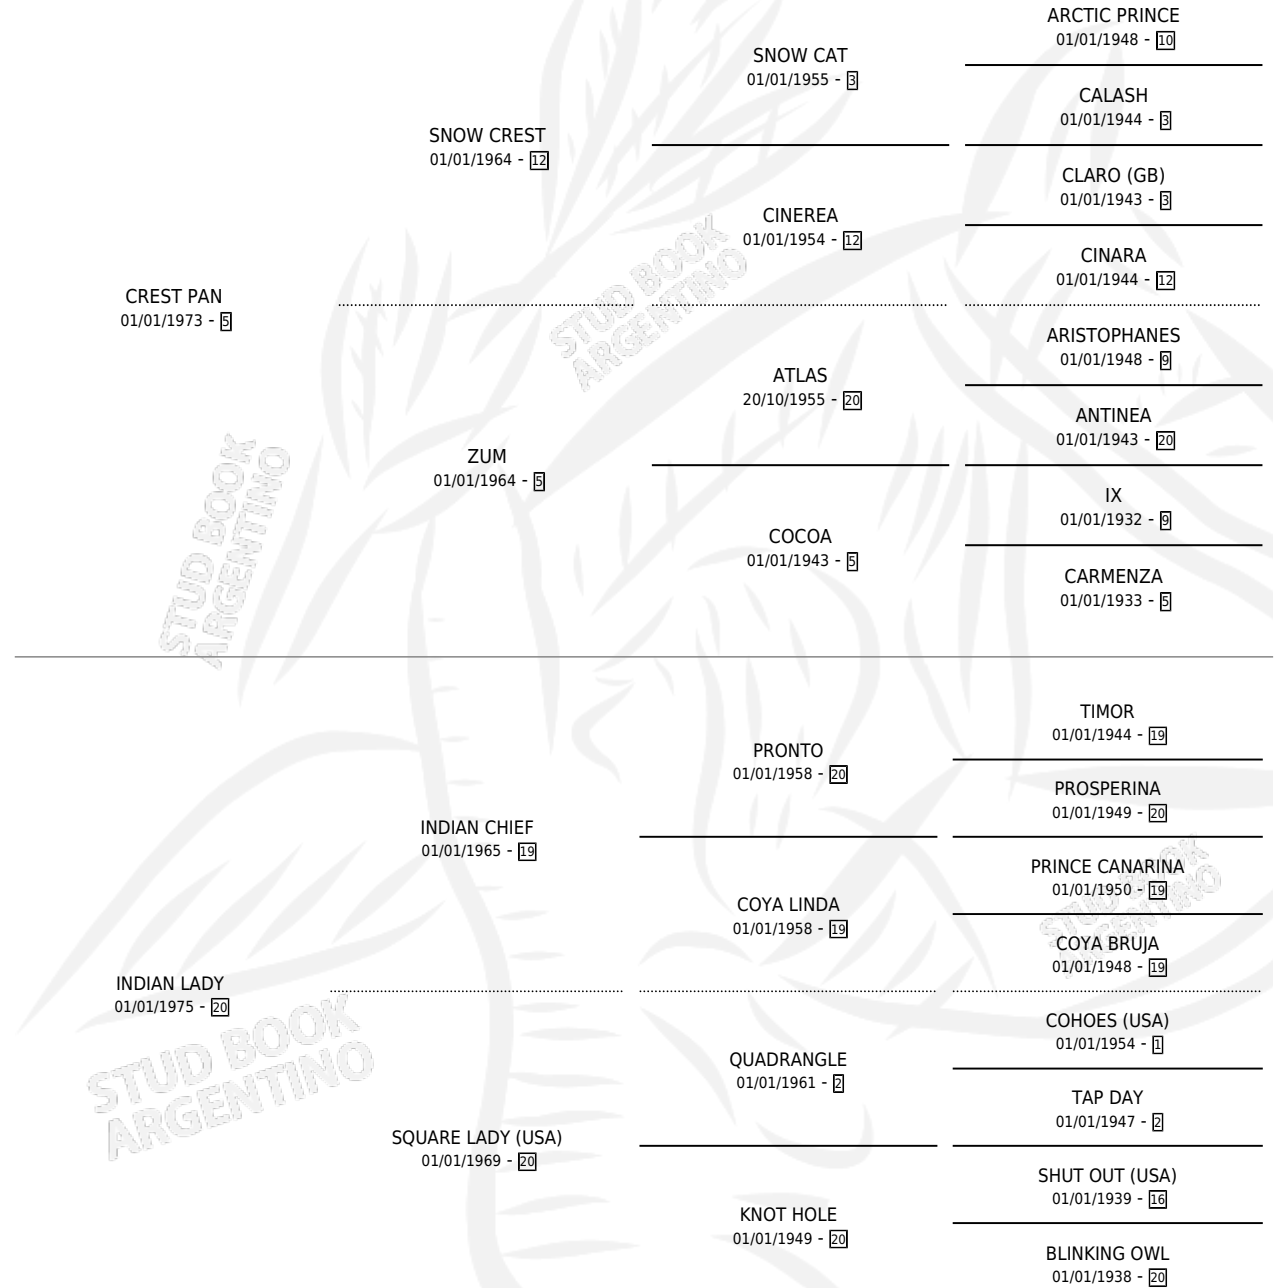 ARCTIC PRINCE
01/01/1948 - 10
SNOW CAT
01/01/1955 - 3
CALASH
01/01/1944 - 3
SNOW CREST
01/01/1964 - 12
CLARO (GB)
01/01/1943 - 3
CINEREA
01/01/1954 - 12
CINARA
01/01/1944 - 12
CREST PAN
01/01/1973 - 5
STUD BOOK
ARGENTINO
ARISTOPHANES
01/01/1948 - 9
ATLAS
20/10/1955 - 20
ANTINEA
01/01/1943 - 20
ZUM
01/01/1964 - 5
IX
01/01/1932 - 9
COCOA
01/01/1943 - 5
CARMENZA
01/01/1933 - 5
STUD BOOK
ARGENTINO
TIMOR
01/01/1944 - 19
PRONTO
01/01/1958 - 20
PROSPERINA
01/01/1949 - 20
INDIAN CHIEF
01/01/1965 - 19
PRINCE CANARINA
01/01/1950 - 19
COYA LINDA
01/01/1958 - 19
STUD BOOK
ARGENTINO
COYA BRUJA
01/01/1948 - 19
INDIAN LADY
01/01/1975 - 20
COHOES (USA)
01/01/1954 - 1
QUADRANGLE
01/01/1961 - 2
STUD BOOK
ARGENTINO
TAP DAY
01/01/1947 - 2
SQUARE LADY (USA)
01/01/1969 - 20
SHUT OUT (USA)
01/01/1939 - 16
KNOT HOLE
01/01/1949 - 20
BLINKING OWL
01/01/1938 - 20